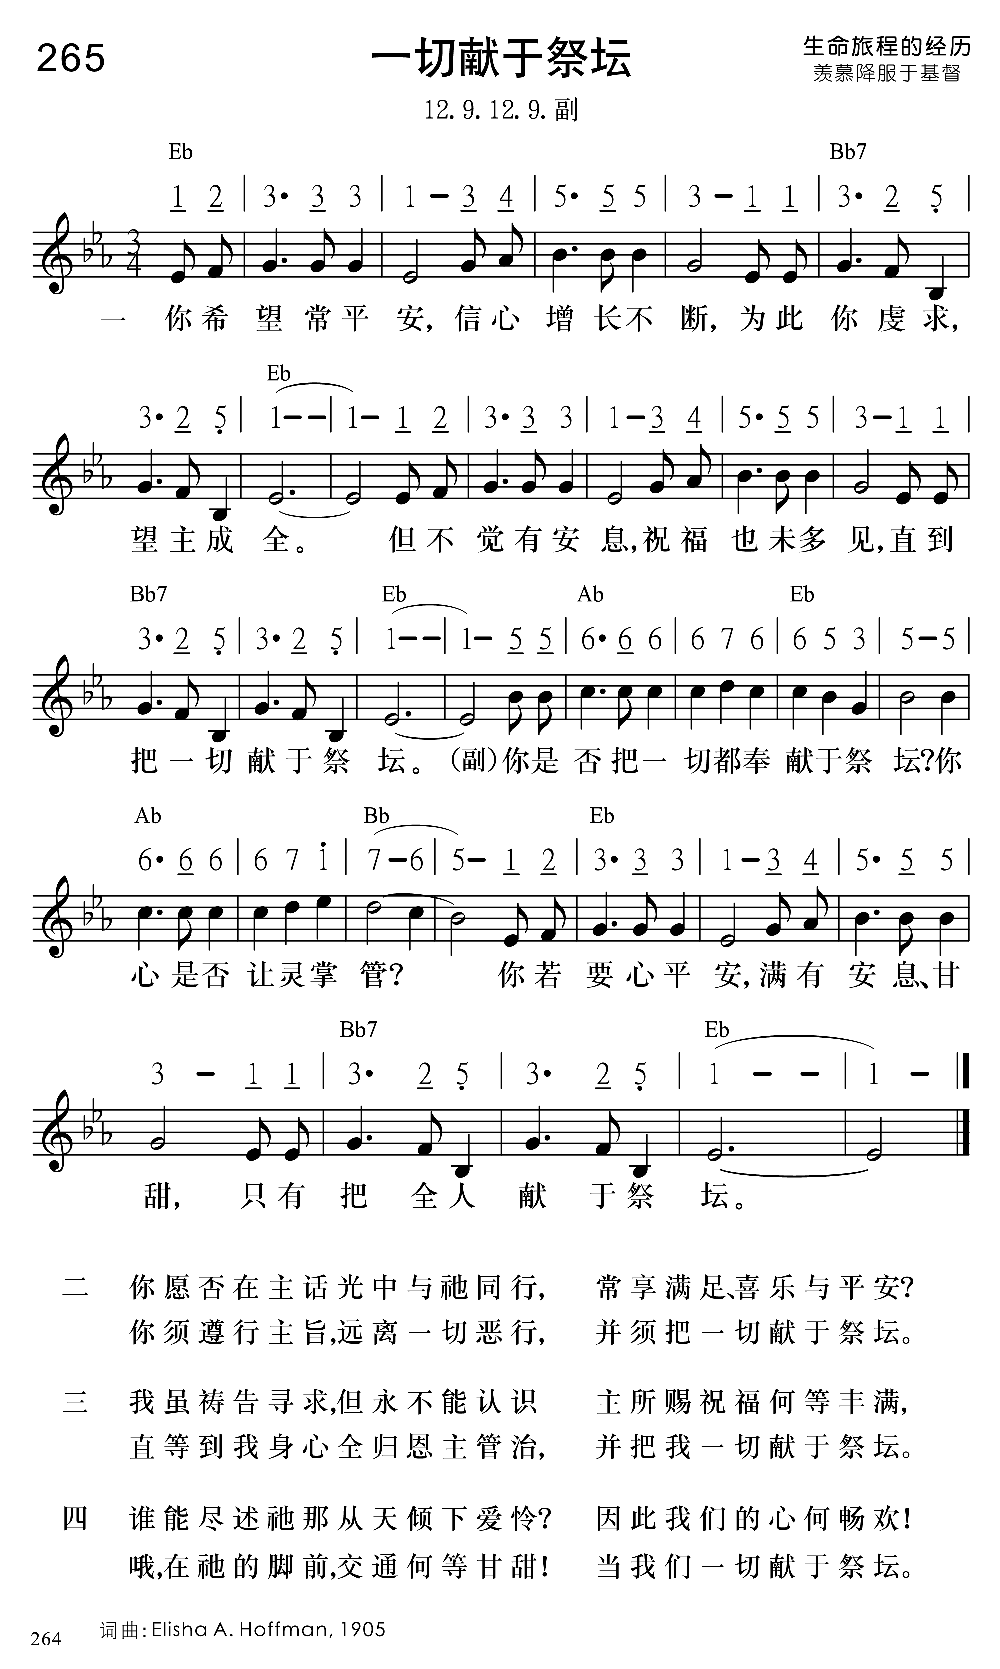 265
一切献于祭坛
生命旅程的经历
羡慕降服于基督
12. 9. 12. 9. 副
Eb Bb7
1 2 | 3· 3 3 | 1 – 3 4 | 5· 5 5 | 3 – 1 1 | 3· 2 5̣ |
3 4
一 你希望常平安，信心增长不断，为此你虔求，
Eb
3· 2 5̣ | 1 – – | 1 – 1 2 | 3· 3 3 | 1 – 3 4 | 5· 5 5 | 3 – 1 1 |
望主成全。 但不觉有安息，祝福也未多见，直到
Bb7 Eb Ab Eb
3· 2 5̣ | 3· 2 5̣ | 1 – – | 1 – 5 5 | 6· 6 6 | 6 7 6 | 6 5 3 | 5 – 5 |
把一切献于祭坛。（副）你是否把一切都奉献于祭坛？你
Ab Bb Eb
6· 6 6 | 6 7 1̇ | 7 – 6 | 5 – 1 2 | 3· 3 3 | 1 – 3 4 | 5· 5 5 |
心是否让灵掌管？ 你若要心平安，满有安息、甘
Bb7 Eb
3 – 1 1 | 3· 2 5̣ | 3· 2 5̣ | 1 – – | 1 – ‖
甜， 只有把全人献于祭坛。
二 你愿否在主话光中与祂同行， 常享满足、喜乐与平安？
你须遵行主旨，远离一切恶行， 并须把一切献于祭坛。
三 我虽祷告寻求，但永不能认识 主所赐祝福何等丰满，
直等到我身心全归恩主管治， 并把我一切献于祭坛。
四 谁能尽述祂那从天倾下爱怜？ 因此我们的心何畅欢！
哦，在祂的脚前，交通何等甘甜！ 当我们一切献于祭坛。
词曲：Elisha A. Hoffman, 1905
264